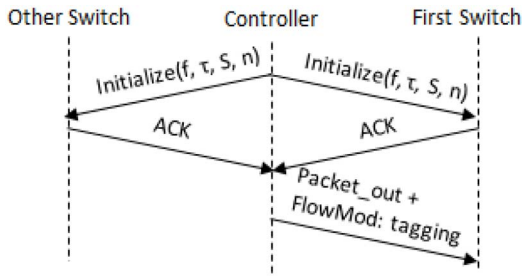 Other Switch
Controller
First Switch
Initialize(f, τ, S, n)
Initialize(f, τ, S, n)
ACK
ACK
Packet_out +
FlowMod: tagging